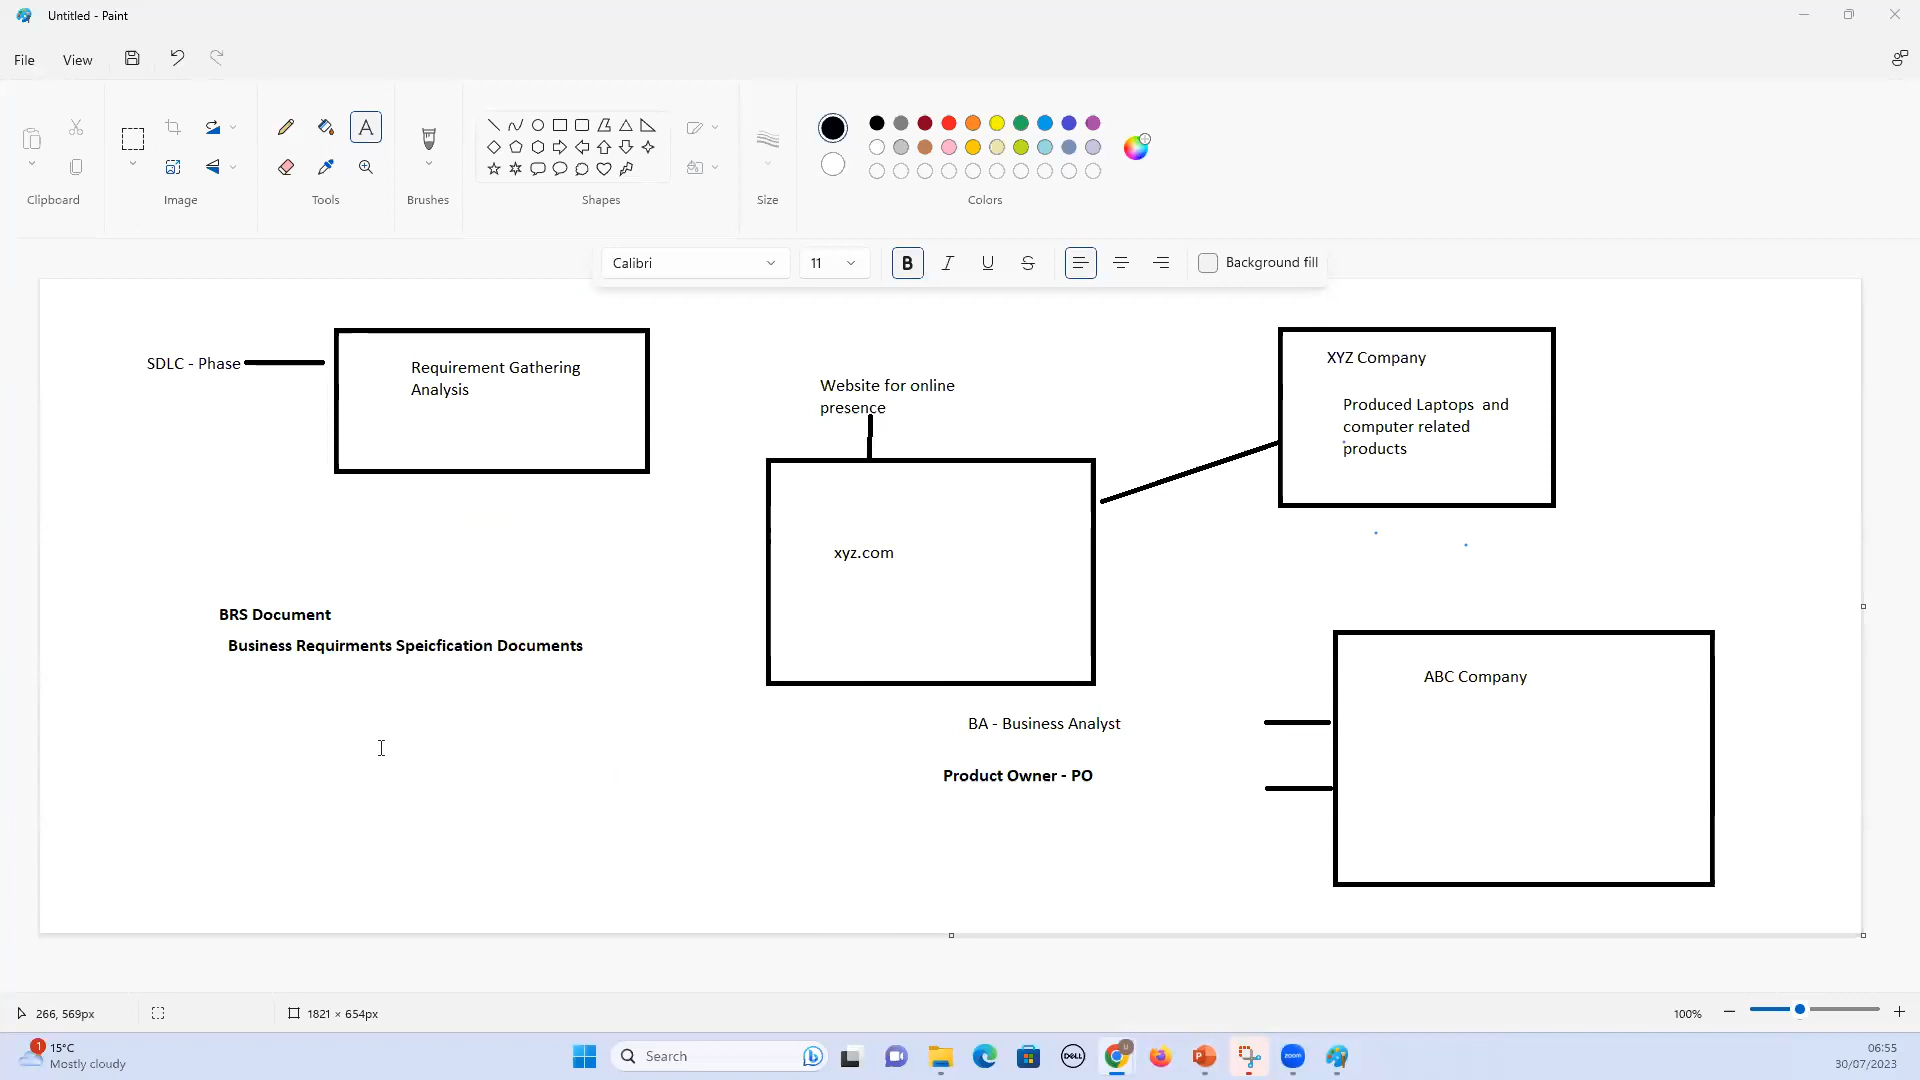 Untitled - Paint
File
View
Clipboard
Image
Tools
Brushes
Shapes
Size
Colors
Calibri
11
B
I
U
S
Background fill
SDLC - Phase
Requirement Gathering
Analysis
Website for online
presence
XYZ Company
Produced Laptops and
computer related
products
xyz.com
BRS Document
Business Requirments Speicfication Documents
ABC Company
BA - Business Analyst
Product Owner - PO
266, 569px
1821 × 654px
100%
1
15°C
Mostly cloudy
Search
DELL
u
P
zoom
06:55
30/07/2023